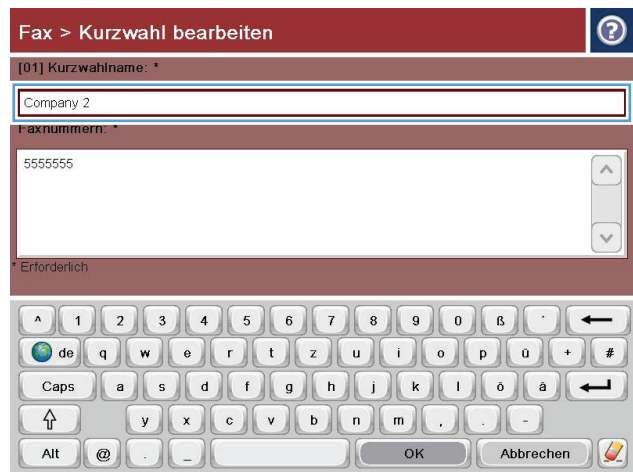 Fax > Kurzwahl bearbeiten
[01] Kurzwahlname: *
Company 2
Faxnummern: *
5555555
* Erforderlich
^ 1 2 3 4 5 6 7 8 9 0 ß ´
de q w e r t z u i o p ü + #
Caps a s d f g h j k l ö ä
y x c v b n m , . -
Alt @ . _ OK Abbrechen